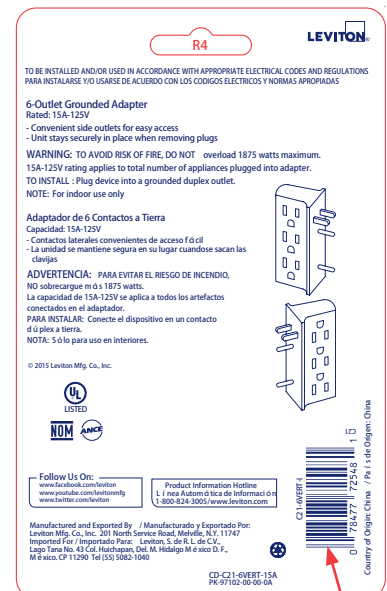 R4
LEVITON®
TO BE INSTALLED AND/OR USED IN ACCORDANCE WITH APPROPRIATE ELECTRICAL CODES AND REGULATIONS
PARA INSTALARSE Y/O USARSE DE ACUERDO CON LOS CODIGOS ELECTRICOS Y NORMAS APROPIADAS
6-Outlet Grounded Adapter
Rated: 15A-125V
- Convenient side outlets for easy access
- Unit stays securely in place when removing plugs
WARNING: TO AVOID RISK OF FIRE, DO NOT overload 1875 watts maximum.
15A-125V rating applies to total number of appliances plugged into adapter.
TO INSTALL : Plug device into a grounded duplex outlet.
NOTE: For indoor use only
Adaptador de 6 Contactos a Tierra
Capacidad: 15A-125V
- Contactos laterales convenientes de acceso f á cil
- La unidad se mantiene segura en su lugar cuandose sacan las
clavijas
ADVERTENCIA: PARA EVITAR EL RIESGO DE INCENDIO,
NO sobrecargue m á s 1875 watts.
La capacidad de 15A-125V se aplica a todos los artefactos
conectados en el adaptador.
PARA INSTALAR: Conecte el dispositivo en un contacto
d ú plex a tierra.
NOTA: S ó lo para uso en interiores.
© 2015 Leviton Mfg. Co., Inc.
UL
LISTED
NOM
ANCE
Follow Us On:
www.facebook.com/leviton
www.youtube.com/levitonmfg
www.twitter.com/leviton
Product Information Hotline
L í nea Autom á tica de Informaci ó n
1-800-824-3005/www.leviton.com
Manufactured and Exported By / Manufacturado y Exportado Por:
Leviton Mfg. Co., Inc. 201 North Service Road, Melville, N.Y. 11747
Imported For / Importado Para: Leviton, S. de R.L. de C.V.,
Lago Tana No. 43 Col. Huichapan, Del. M. Hidalgo M é xico D. F.,
M é xico. CP 11290 Tel (55) 5082-1040
CD-C21-6VERT-15A
PK-97102-00-00-0A
C21-6VERT-I
0 78477 72548 1
Country of Origin: China / Pa í s de Origen: China